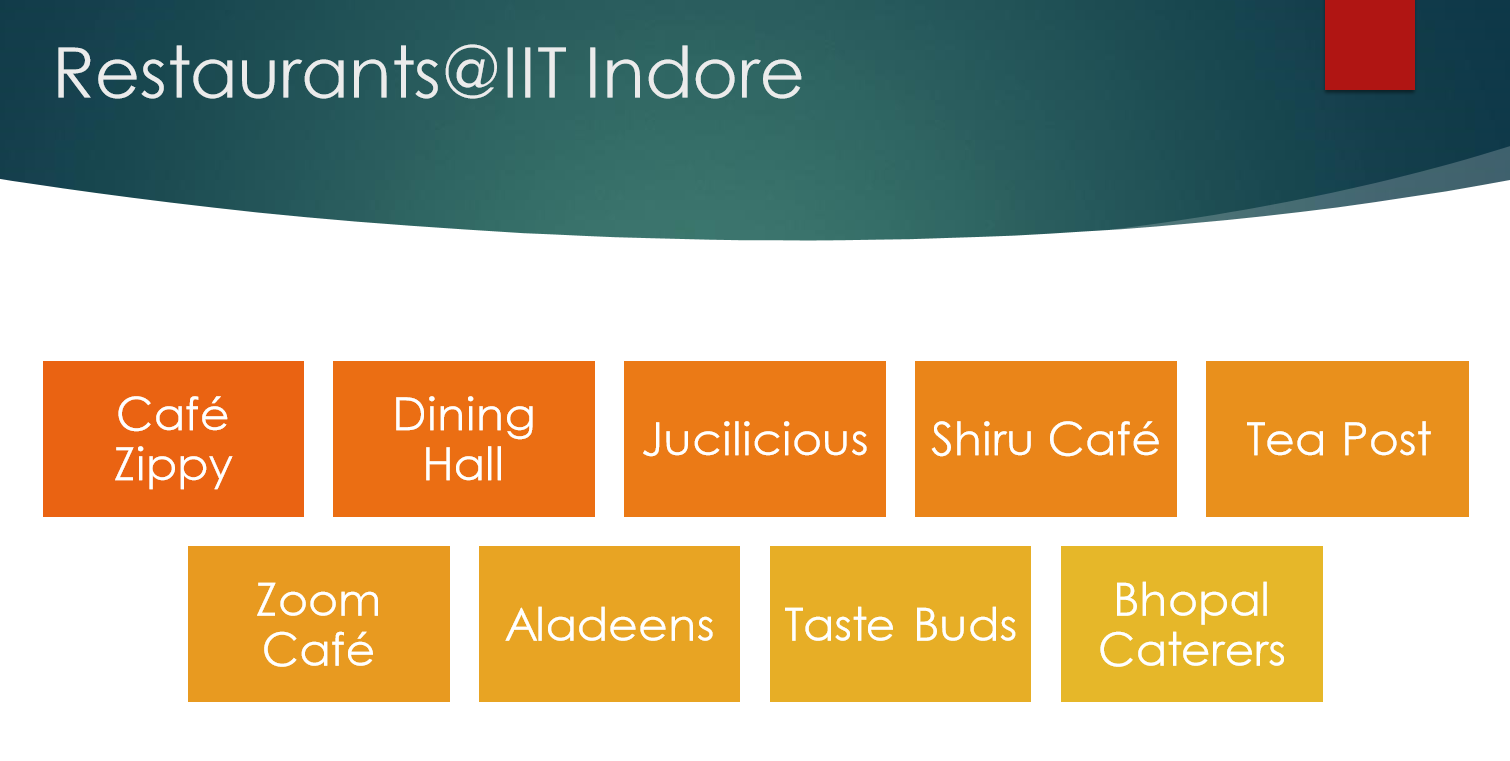 Restaurants@IIT Indore
Café
Zippy
Dining
Hall
Jucilicious
Shiru Café
Tea Post
Zoom
Café
Aladeens
Taste Buds
Bhopal
Caterers